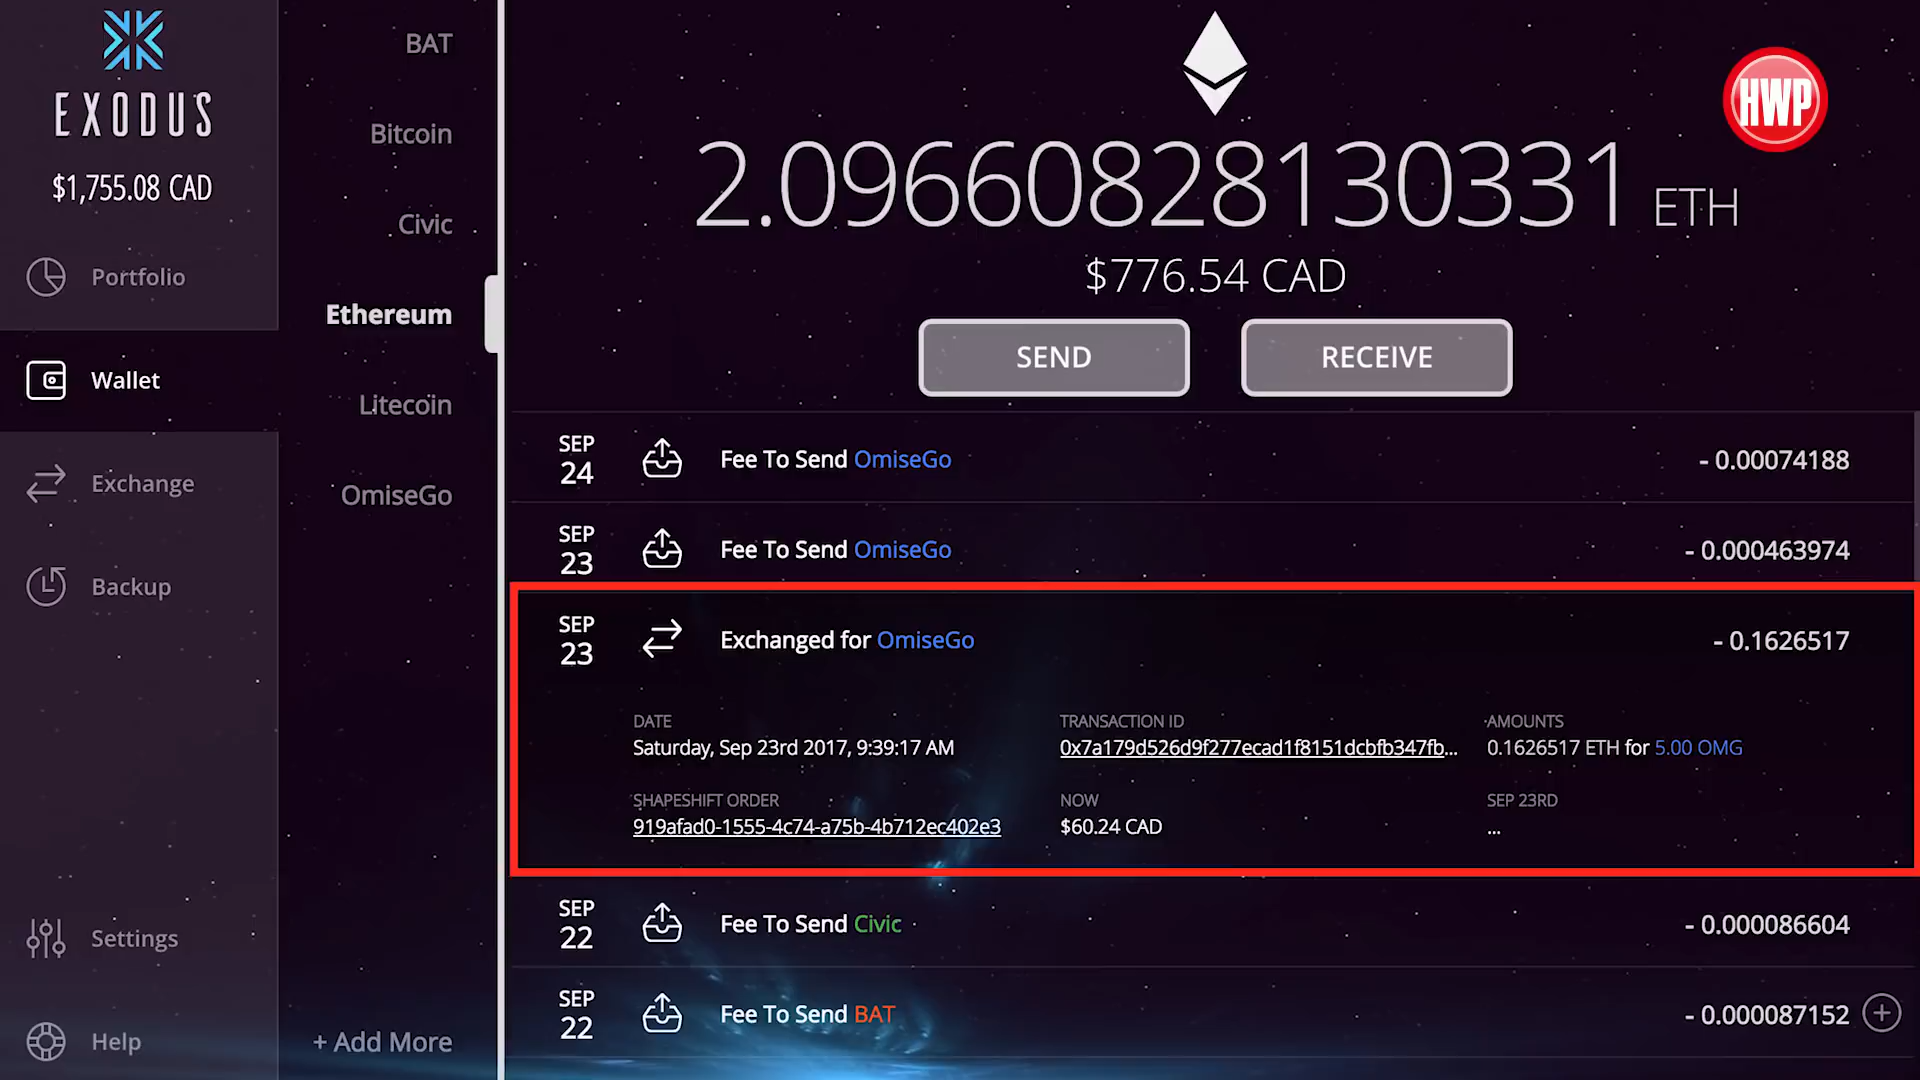 EXODUS
$1,755.08 CAD
Portfolio
Wallet
Exchange
Backup
Settings
Help
BAT
Bitcoin
Civic
Ethereum
Litecoin
OmiseGo
+ Add More
HWP
2.09660828130331 ETH
$776.54 CAD
SEND
RECEIVE
SEP 24
Fee To Send OmiseGo
- 0.00074188
SEP 23
Fee To Send OmiseGo
- 0.000463974
SEP 23
Exchanged for OmiseGo
- 0.1626517
DATE
Saturday, Sep 23rd 2017, 9:39:17 AM
TRANSACTION ID
0x7a179d526d9f277ecad1f8151dcbfb347fb...
AMOUNTS
0.1626517 ETH for 5.00 OMG
SHAPESHIFT ORDER
919afad0-1555-4c74-a75b-4b712ec402e3
NOW
$60.24 CAD
SEP 23RD
...
SEP 22
Fee To Send Civic
- 0.000086604
SEP 22
Fee To Send BAT
- 0.000087152